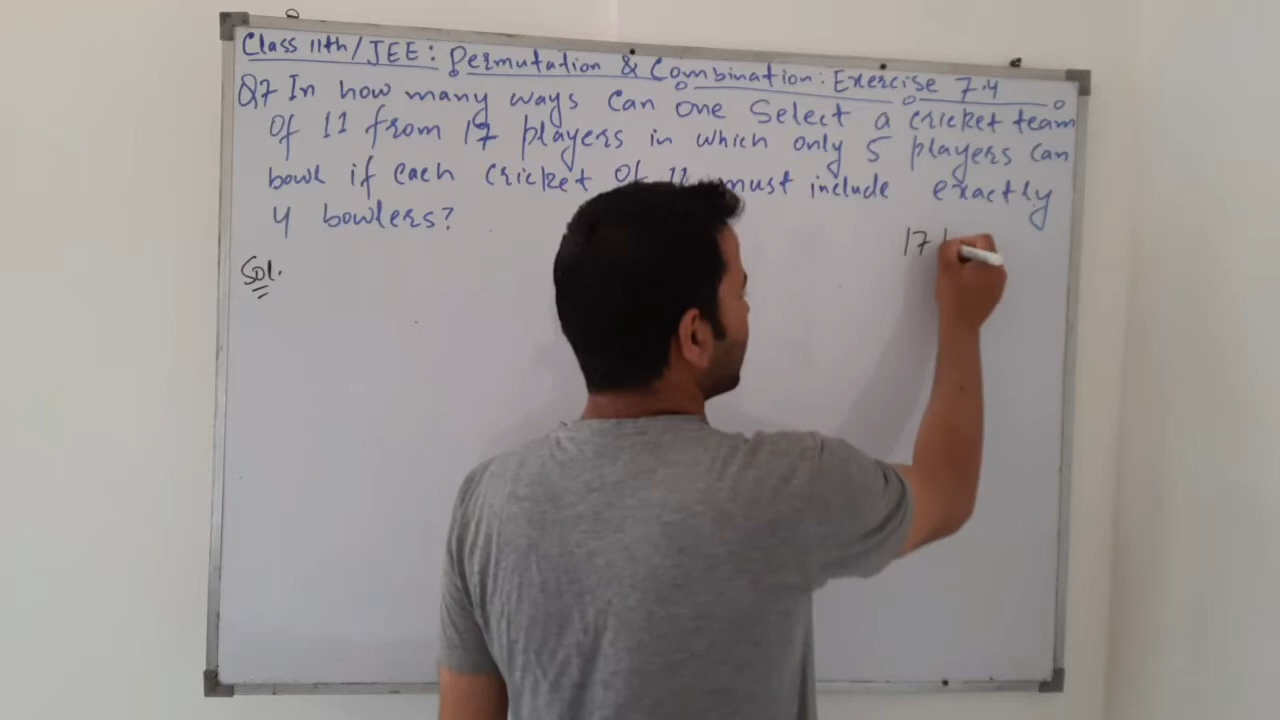 Class 11th/JEE: Permutation & Combination: Exercise 7.4
Q7 In how many ways can one select a cricket team
of 11 from 17 players in which only 5 players can
bowl if each cricket of 11 must include exactly
4 bowlers?
Sol.
17